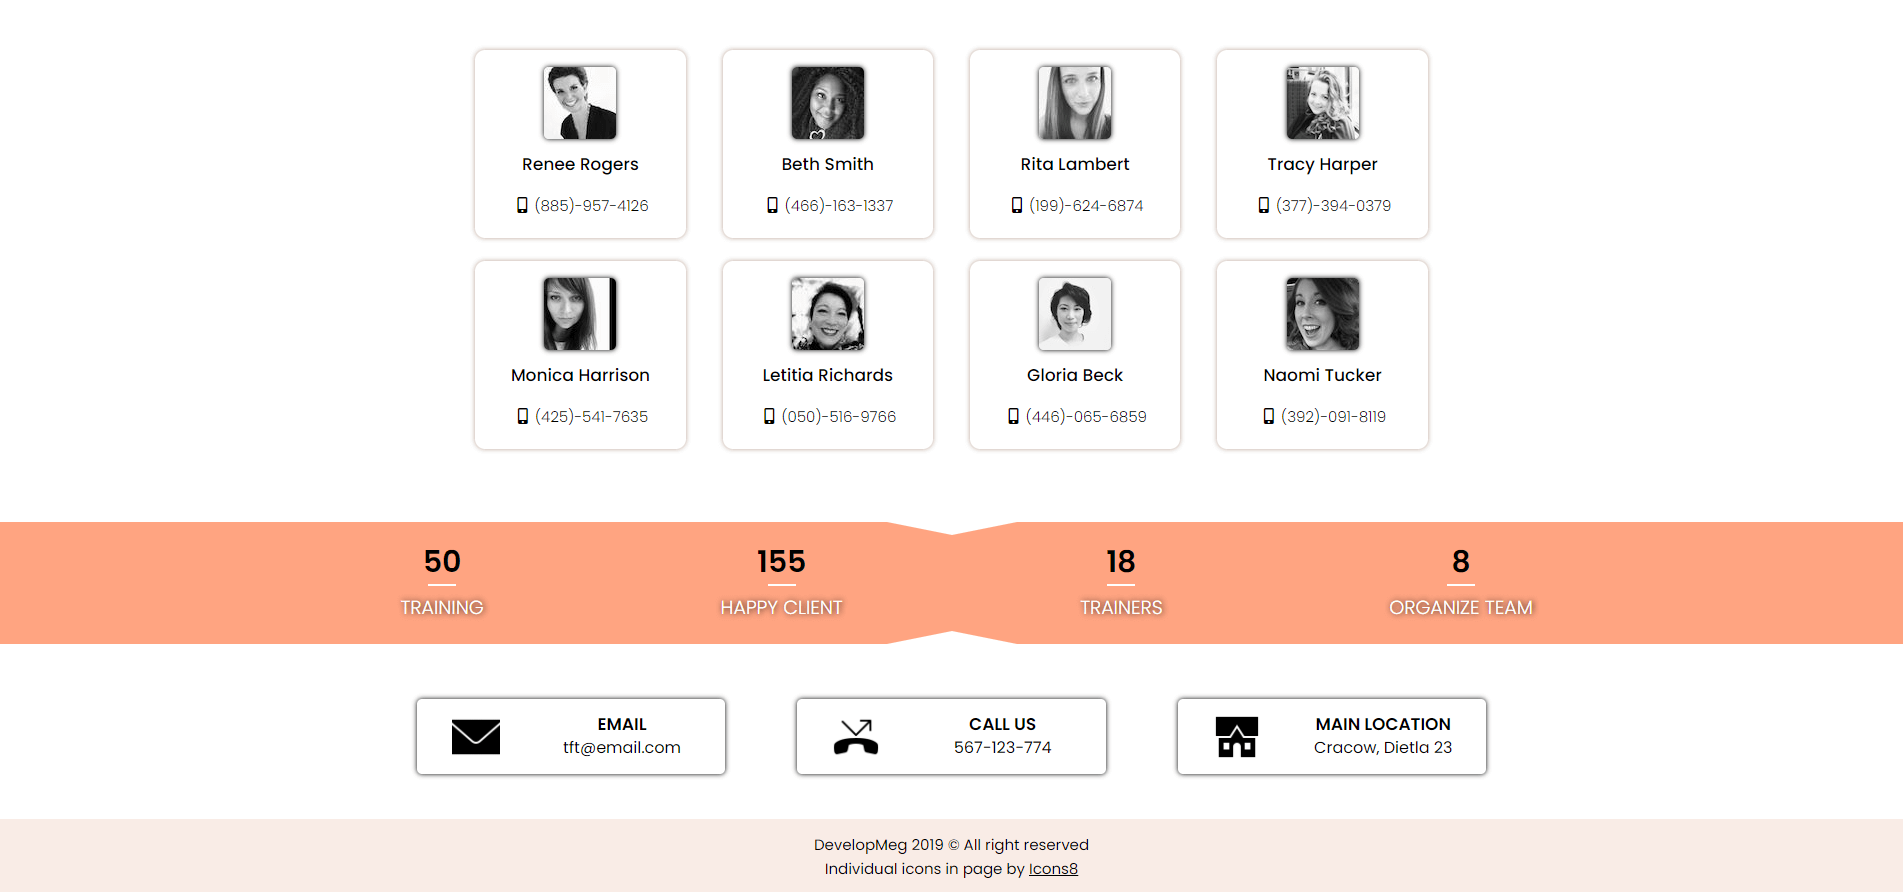 Renee Rogers
(885)-957-4126
Beth Smith
(466)-163-1337
Rita Lambert
(199)-624-6874
Tracy Harper
(377)-394-0379
Monica Harrison
(425)-541-7635
Letitia Richards
(050)-516-9766
Gloria Beck
(446)-065-6859
Naomi Tucker
(392)-091-8119
50
TRAINING
155
HAPPY CLIENT
18
TRAINERS
8
ORGANIZE TEAM
EMAIL
tft@email.com
CALL US
567-123-774
MAIN LOCATION
Cracow, Dietla 23
DevelopMeg 2019 © All right reserved
Individual icons in page by Icons8